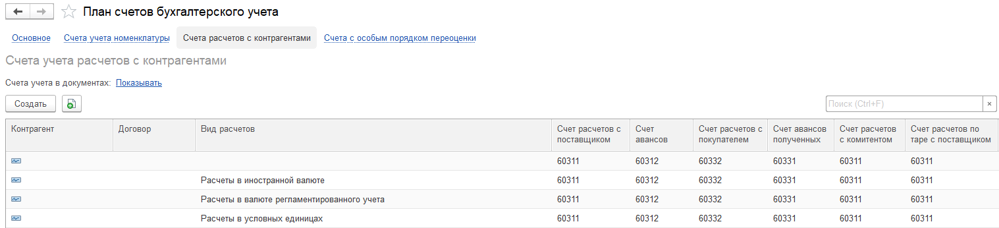 План счетов бухгалтерского учета
Основное Счета учета номенклатуры Счета расчетов с контрагентами Счета с особым порядком переоценки
Счета учета расчетов с контрагентами
Счета учета в документах: Показывать
Создать Поиск (Ctrl+F) ×
Контрагент Договор Вид расчетов Счет расчетов с Счет Счет расчетов с Счет авансов Счет расчетов Счет расчетов по
поставщиком авансов покупателем полученных с комитентом таре с поставщиком
60311 60312 60332 60331 60311 60311
Расчеты в иностранной валюте 60311 60312 60332 60331 60311 60311
Расчеты в валюте регламентированного учета 60311 60312 60332 60331 60311 60311
Расчеты в условных единицах 60311 60312 60332 60331 60311 60311